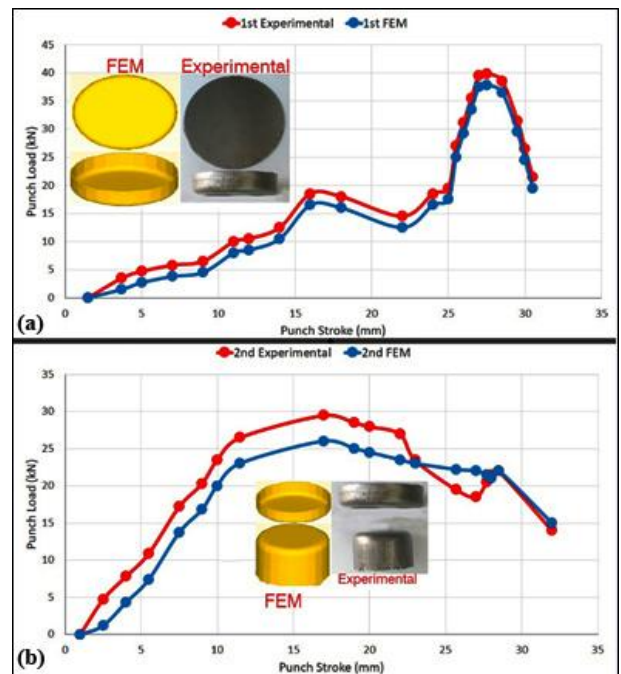 1st Experimental 1st FEM
45
40
35
30
25
20
15
10
5
0
Punch Load (kN)
FEM Experimental
0 5 10 15 20 25 30 35
(a)
Punch Stroke (mm)
2nd Experimental 2nd FEM
35
30
25
20
15
10
5
0
Punch Load (kN)
FEM
Experimental
0 5 10 15 20 25 30 35
(b)
Punch Stroke (mm)